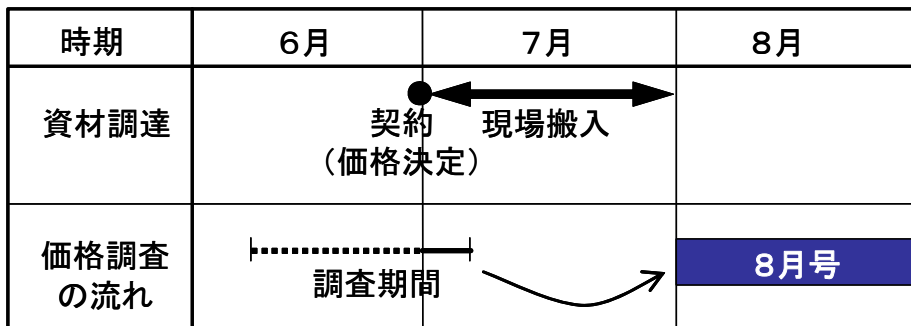 時期 6月 7月 8月
資材調達 契約 現場搬入
（価格決定）
価格調査 8月号
の流れ 調査期間